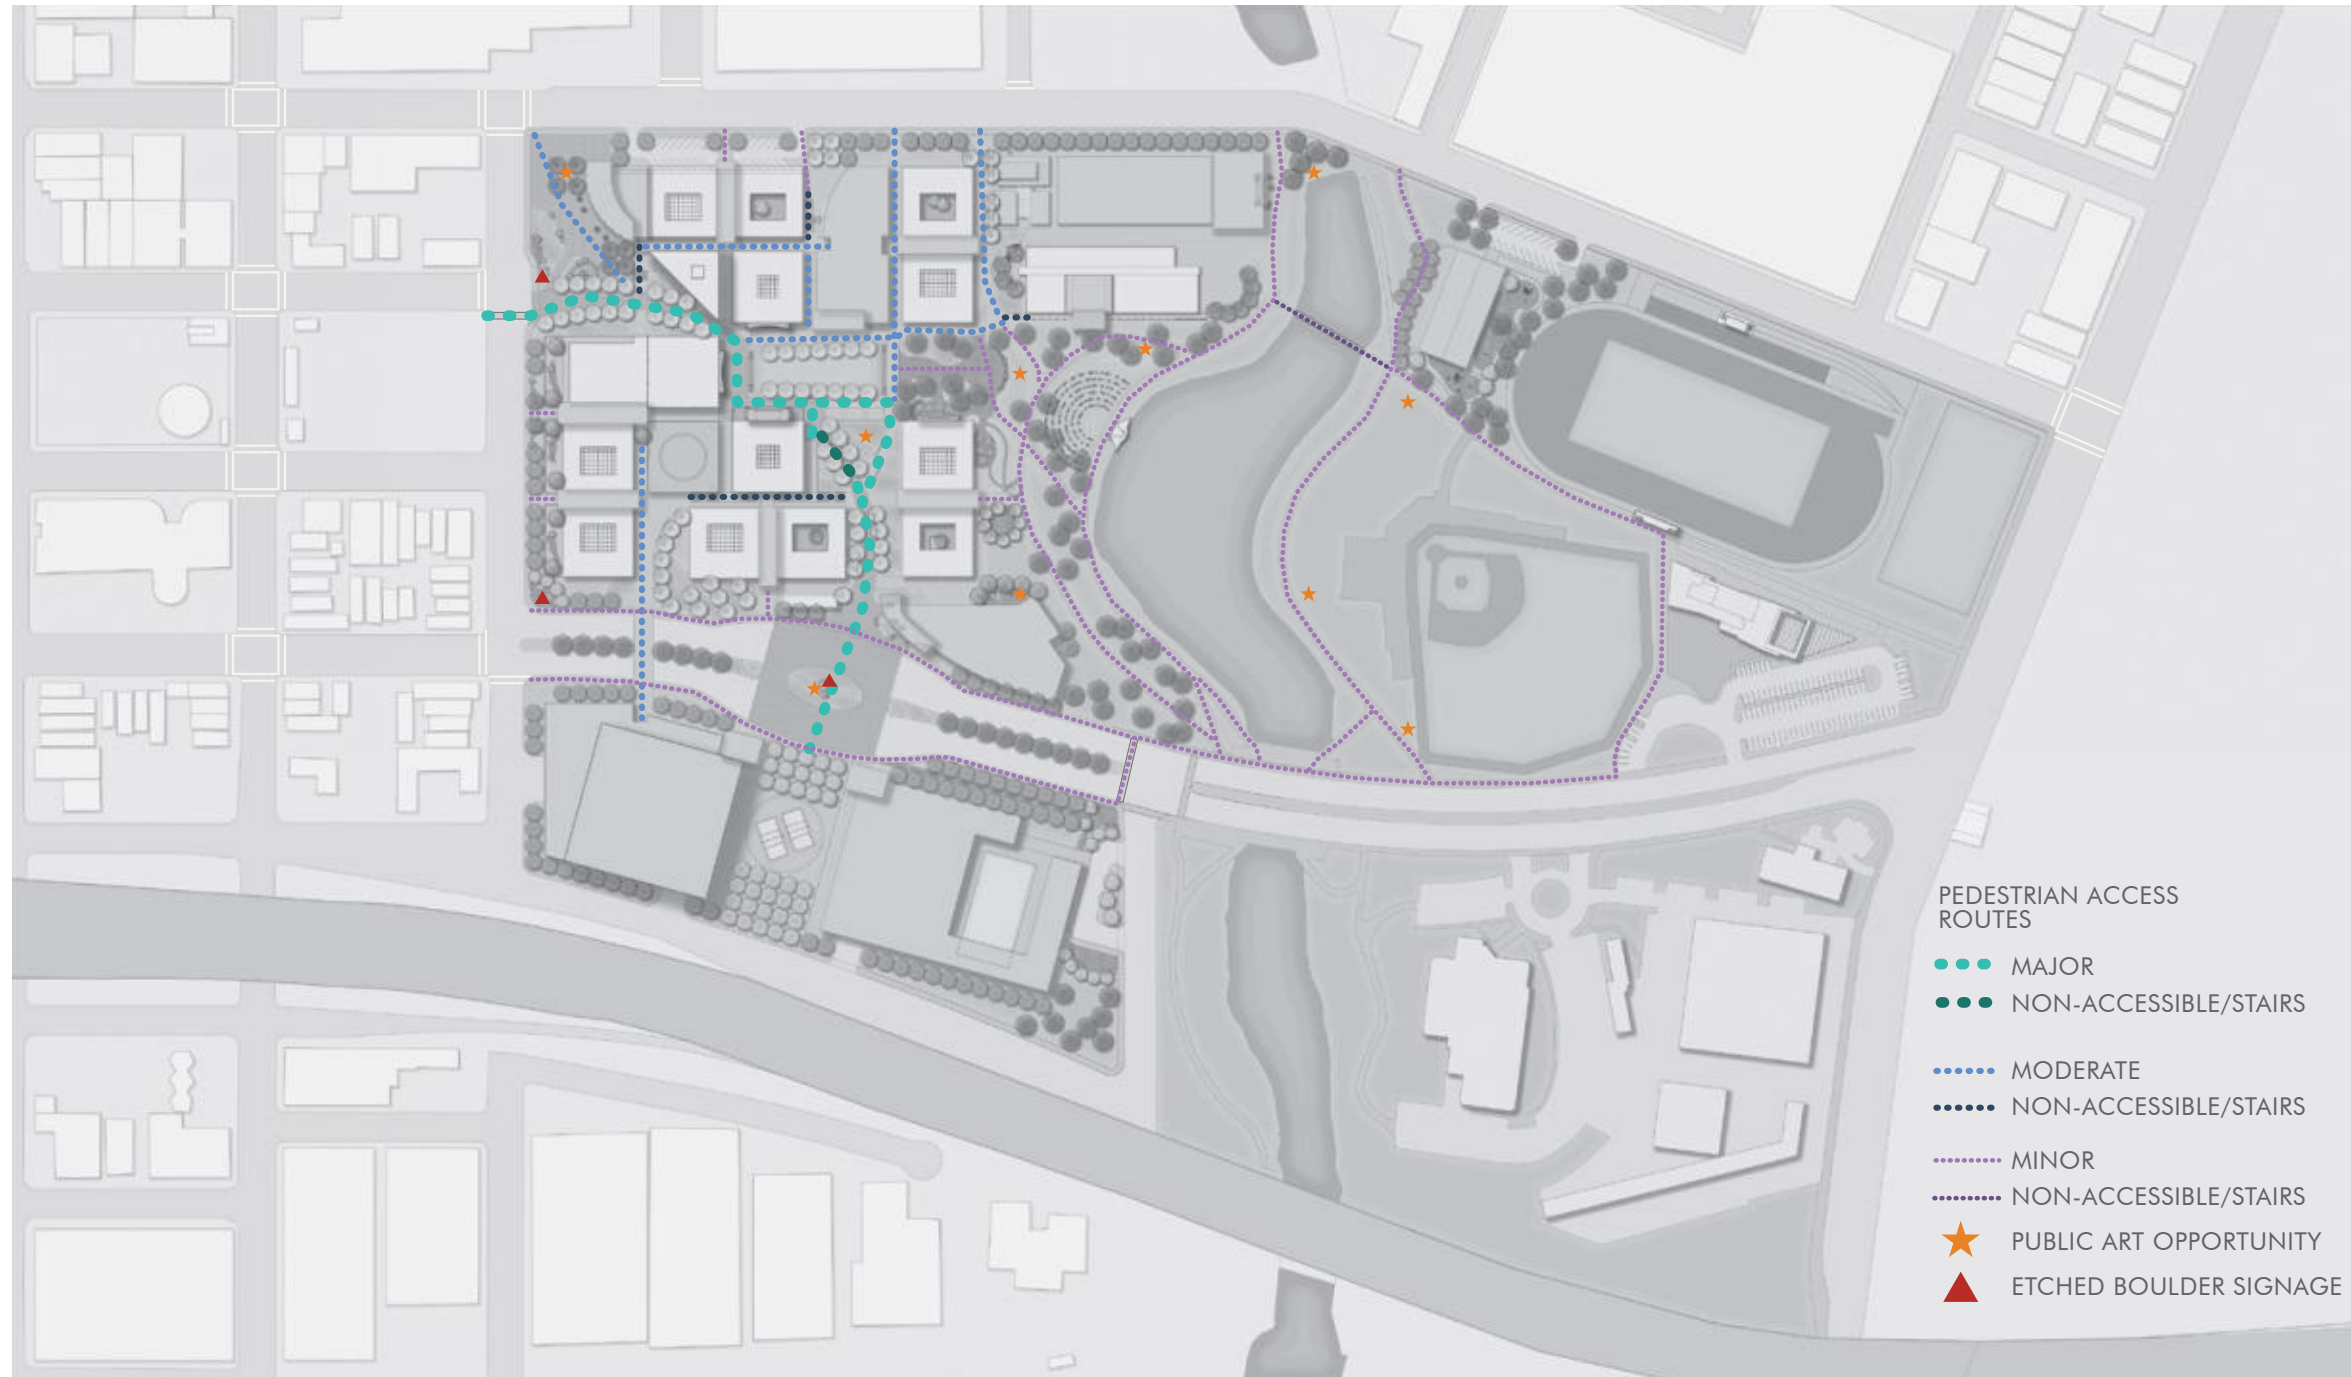 PEDESTRIAN ACCESS
ROUTES
MAJOR
NON-ACCESSIBLE/STAIRS
MODERATE
NON-ACCESSIBLE/STAIRS
MINOR
NON-ACCESSIBLE/STAIRS
PUBLIC ART OPPORTUNITY
ETCHED BOULDER SIGNAGE